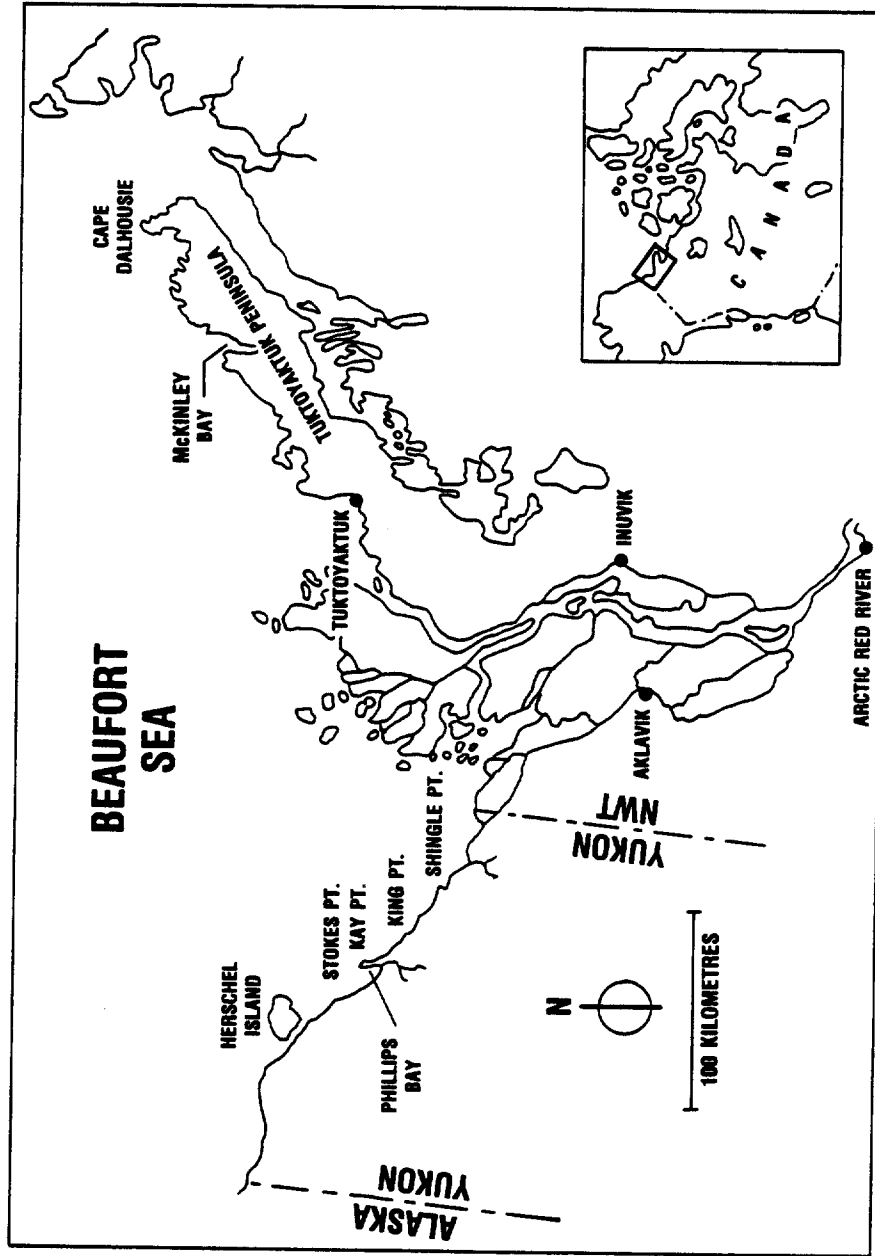 BEAUFORT
SEA
CAPE
DALHOUSIE
McKINLEY
BAY
TUKTOYAKTUK PENINSULA
TUKTOYAKTUK
HERSCHEL
ISLAND
STOKES PT.
KAY PT.
KING PT.
SHINGLE PT.
PHILLIPS
BAY
ALASKA
YUKON
YUKON
NWT
AKLAVIK
INUVIK
ARCTIC RED RIVER
N
100 KILOMETRES
CANADA